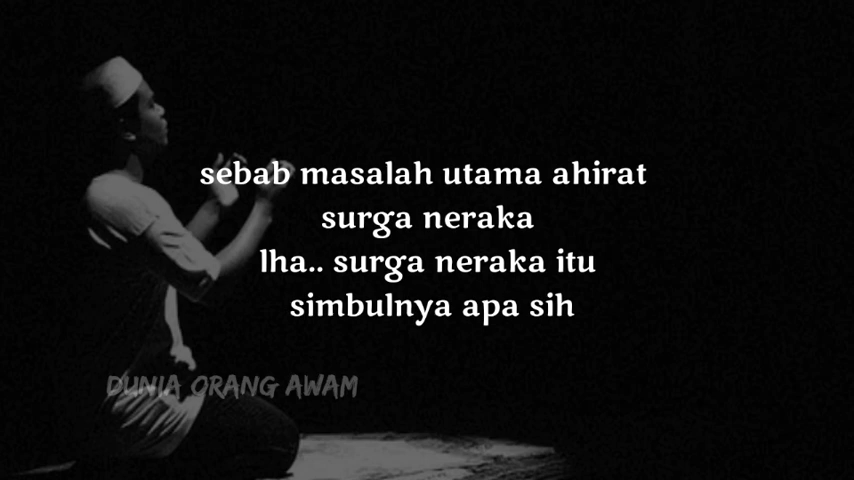 sebab masalah utama ahirat
surga neraka
lha.. surga neraka itu
simbulnya apa sih
DUNIA ORANG AWAM